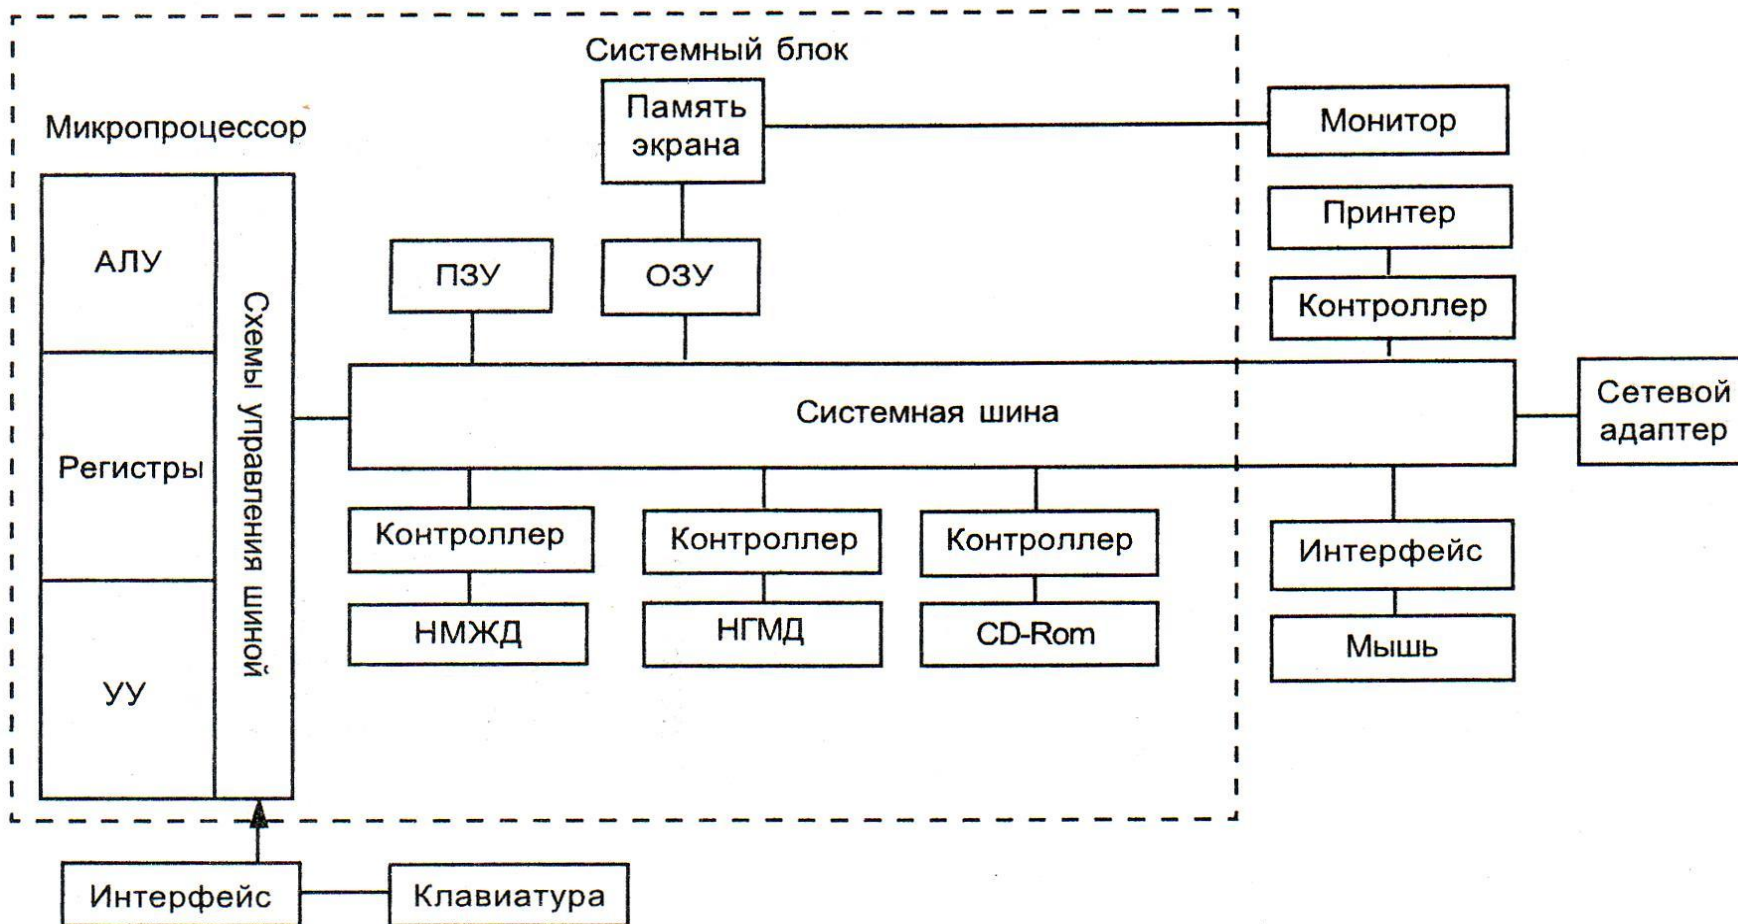 Системный блок
Память
экрана
Монитор
Микропроцессор
Принтер
АЛУ
ПЗУ
ОЗУ
Контроллер
Схемы управления шиной
Системная шина
Сетевой
адаптер
Регистры
Контроллер
Контроллер
Контроллер
Интерфейс
НМЖД
НГМД
CD-Rom
Мышь
УУ
Интерфейс
Клавиатура